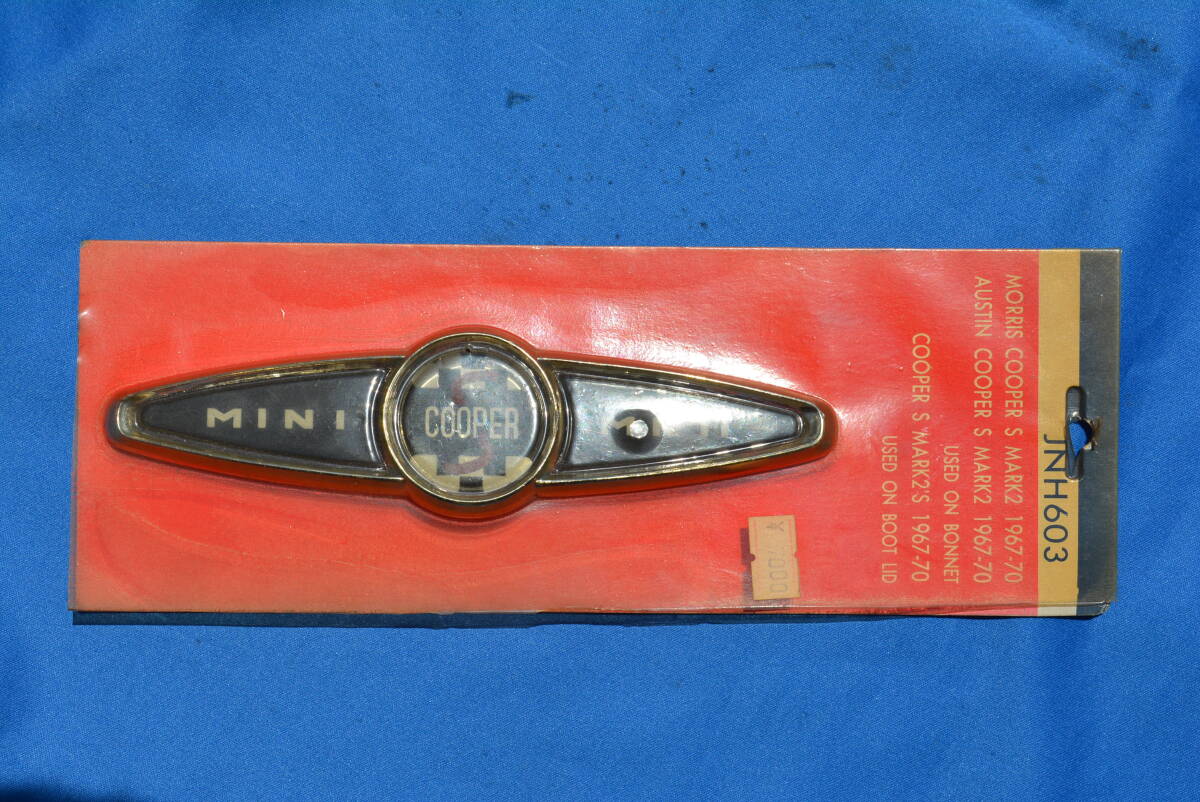 JNH603
MORRIS COOPER S MARK2 1967-70
AUSTIN COOPER S MARK2 1967-70
USED ON BONNET
COOPER S MARK2'S 1967-70
USED ON BOOT LID
MINI
COOPER